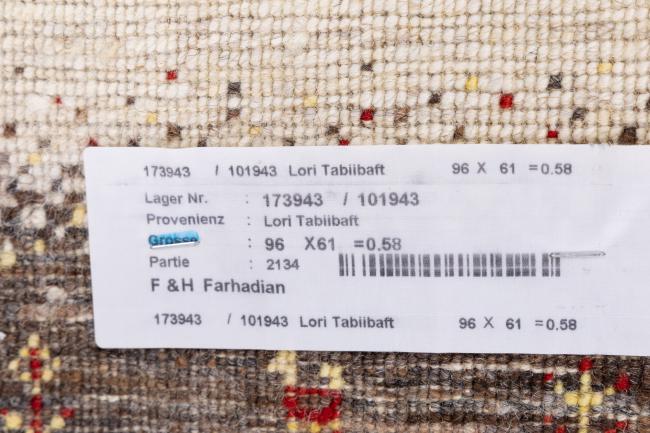 173943 / 101943 Lori Tabiibaft 96 X 61 =0.58
Lager Nr. : 173943 / 101943
Provenienz : Lori Tabiibaft
Grosse : 96 X61 =0.58
Partie : 2134
F &H Farhadian
173943 / 101943 Lori Tabiibaft 96 X 61 =0.58